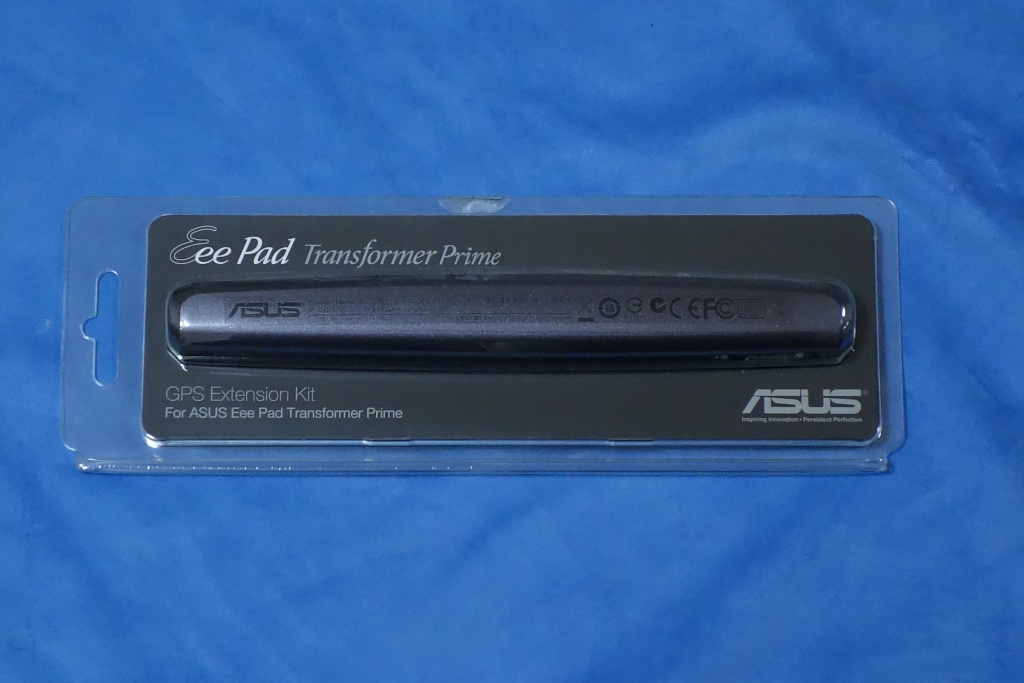 Eee Pad Transformer Prime
ASUS
FC
GPS Extension Kit
For ASUS Eee Pad Transformer Prime
ASUS
Inspiring Innovation • Persistent Perfection